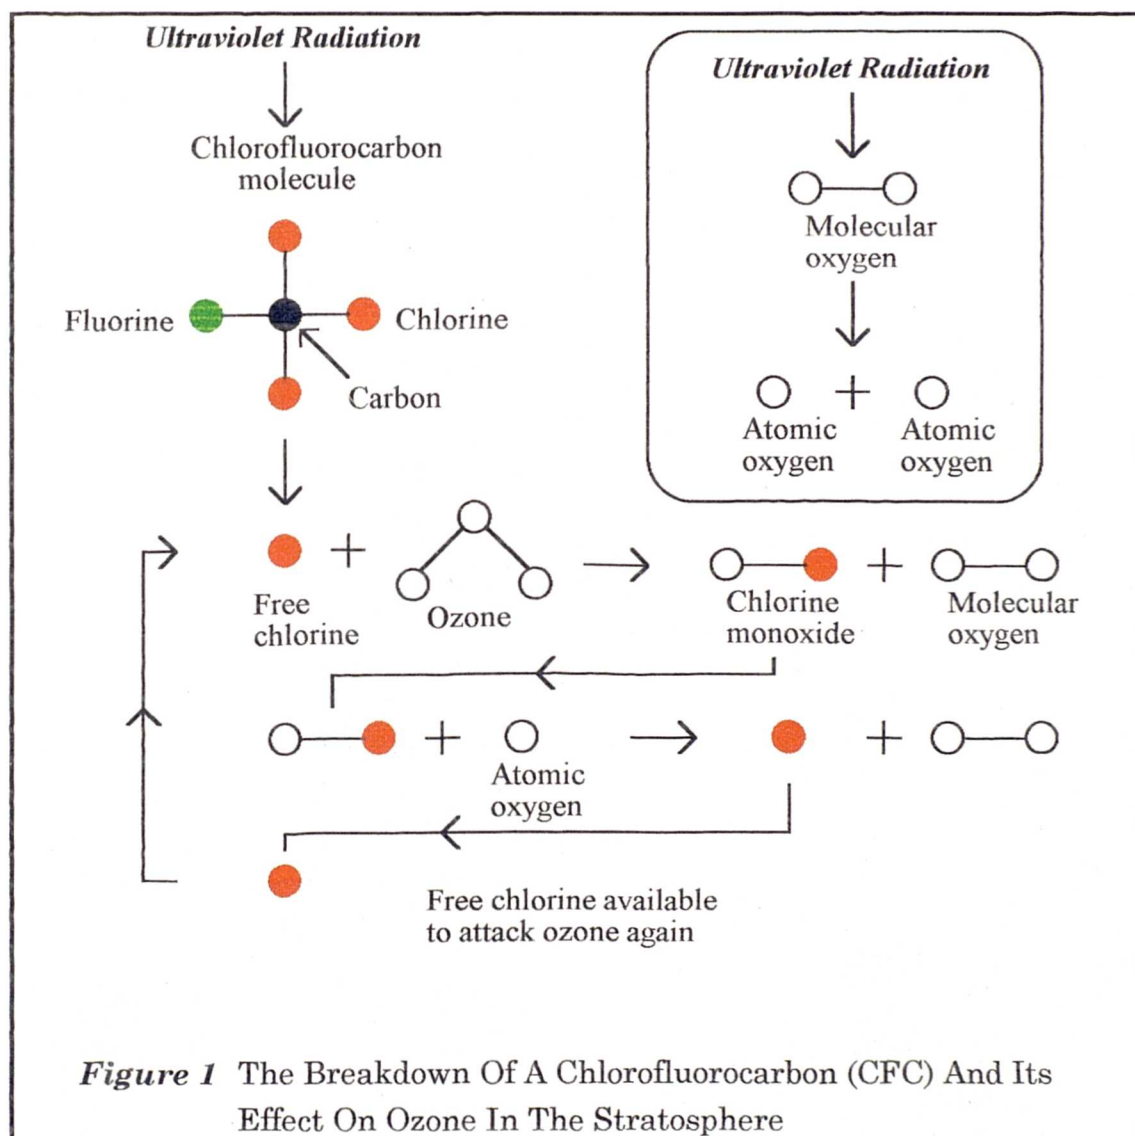 Ultraviolet Radiation
Chlorofluorocarbon
molecule
Fluorine
Chlorine
Carbon
Ultraviolet Radiation
Molecular
oxygen
+
Atomic
oxygen
Atomic
oxygen
+
Free
chlorine
Ozone
Chlorine
monoxide
+
Molecular
oxygen
+
Atomic
oxygen
+
Free chlorine available
to attack ozone again
Figure 1 The Breakdown Of A Chlorofluorocarbon (CFC) And Its
Effect On Ozone In The Stratosphere